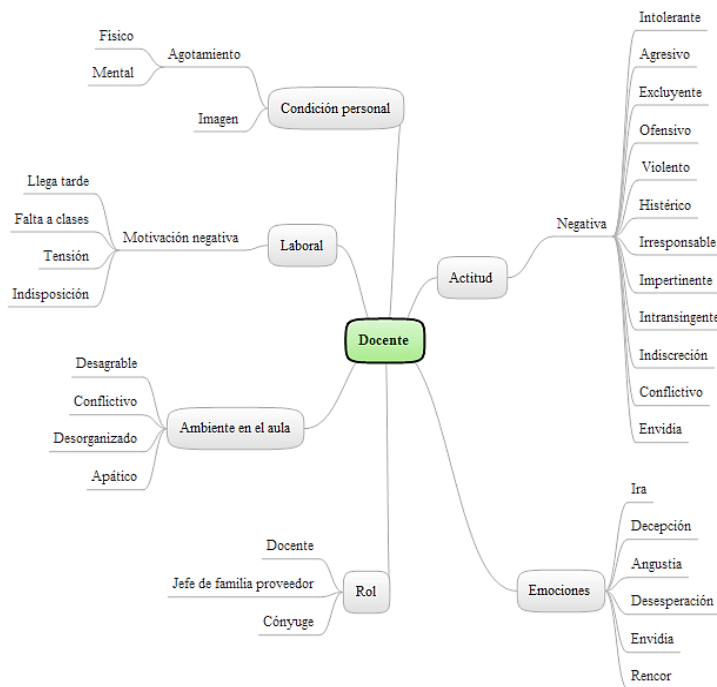 Fisico
Mental
Agotamiento
Imagen
Condición personal
Llega tarde
Falta a clases
Tensión
Indisposición
Motivación negativa
Laboral
Desagrable
Conflictivo
Desorganizado
Apático
Ambiente en el aula
Docente
Jefe de familia proveedor
Cónyuge
Rol
Docente
Actitud
Negativa
Intolerante
Agresivo
Excluyente
Ofensivo
Violento
Histérico
Irresponsable
Impertinente
Intransingente
Indiscreción
Conflictivo
Envidia
Emociones
Ira
Decepción
Angustia
Desesperación
Envidia
Rencor